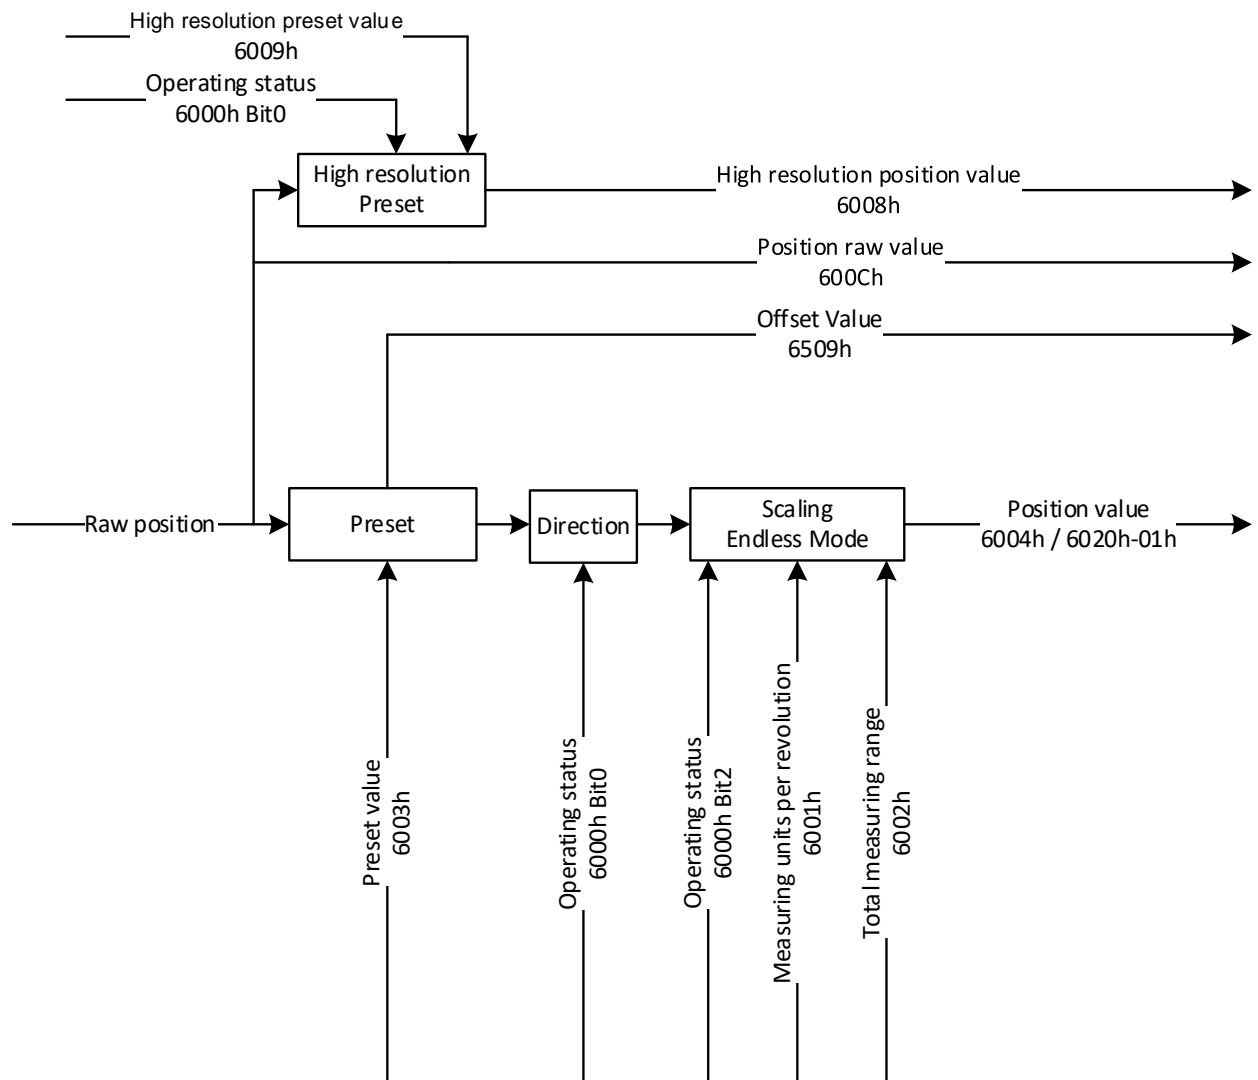 High resolution preset value
6009h
Operating status
6000h Bit0
High resolution
Preset
High resolution position value
6008h
Position raw value
600Ch
Offset Value
6509h
Raw position
Preset
Direction
Scaling
Endless Mode
Position value
6004h / 6020h-01h
Preset value
6003h
Operating status
6000h Bit0
Operating status
6000h Bit2
Measuring units per revolution
6001h
Total measuring range
6002h